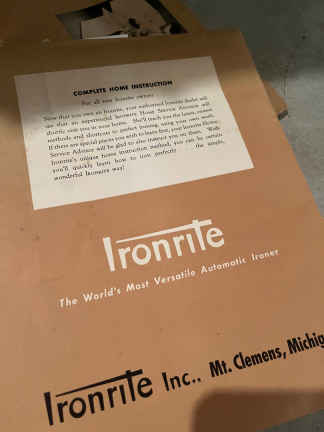 COMPLETE HOME INSTRUCTION
For all new Ironrite owners
Now that you own an Ironrite, your authorized Ironrite dealer will
see that an experienced Ironrite Home Service Advisor will
shortly visit you in your home. She'll teach you the latest, easiest
methods and shortcuts to perfect ironing, using your own work.
If there are special pieces you wish to learn first, your Ironrite Home
Service Advisor will be glad to also instruct you on them. With
Ironrite's unique home instruction method, you can be certain
you'll quickly learn how to iron perfectly the simple,
wonderful Ironrite way!
Ironrite
The World's Most Versatile Automatic Ironer
Ironrite Inc., Mt. Clemens, Michig